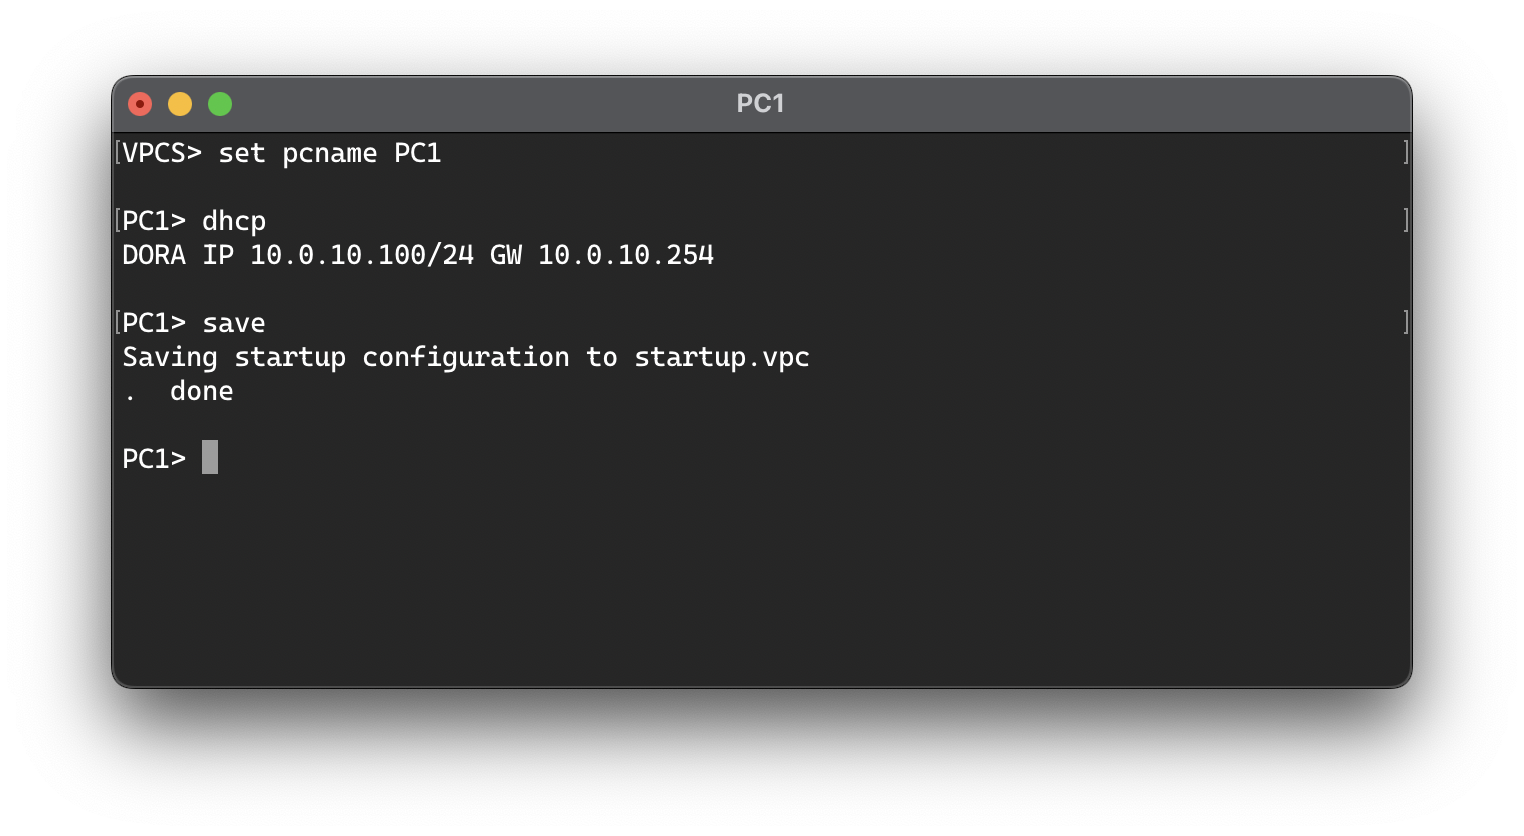 PC1
[VPCS> set pcname PC1 ]
[PC1> dhcp ]
DORA IP 10.0.10.100/24 GW 10.0.10.254
[PC1> save ]
Saving startup configuration to startup.vpc
.  done
PC1>